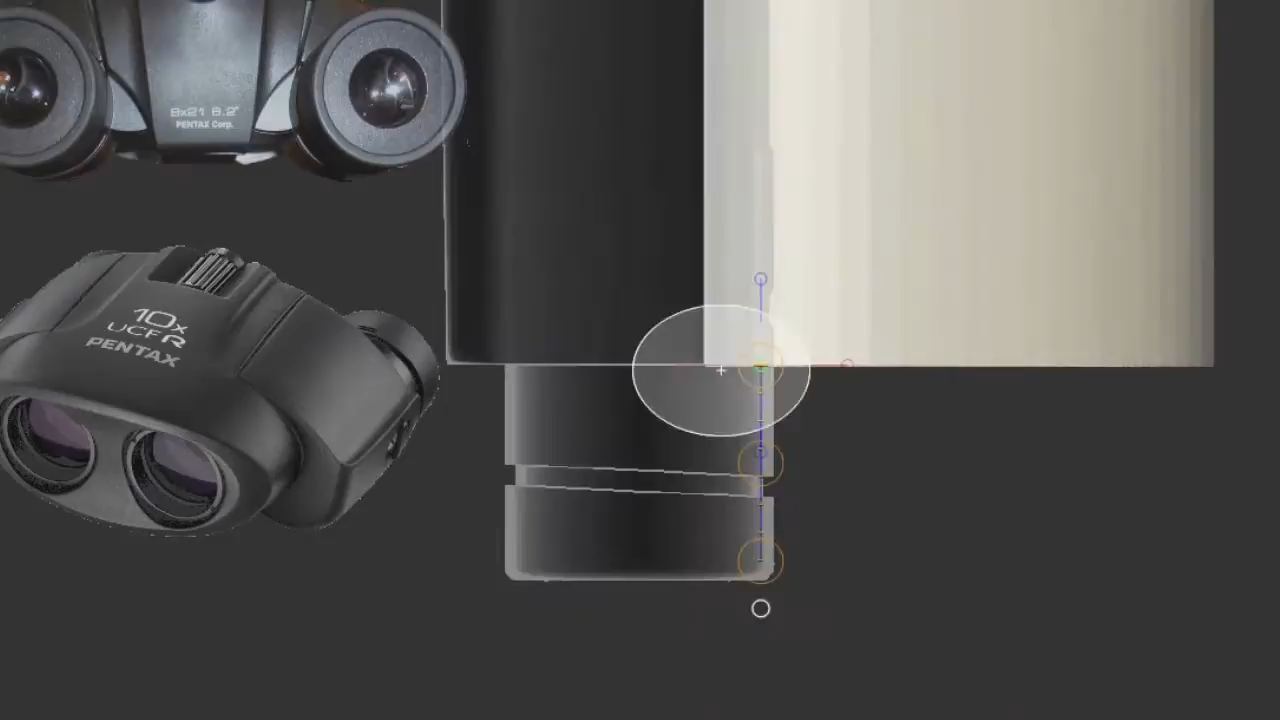 8x21 6.2°
PENTAX Corp.
10x
UCF R
PENTAX